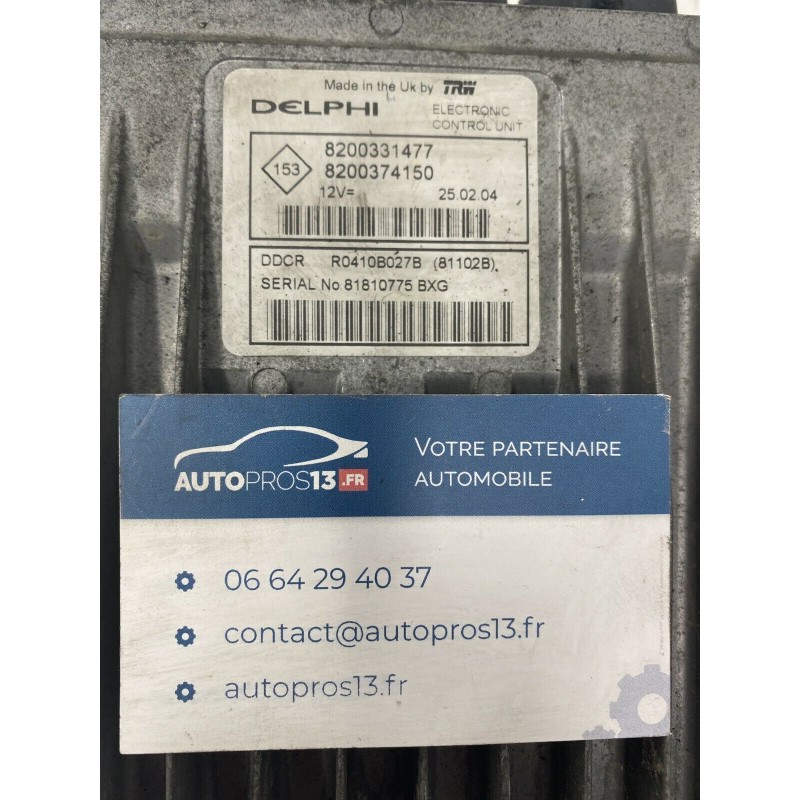 Made in the Uk by TRW
DELPHI
ELECTRONIC
CONTROL UNIT
153
8200331477
8200374150
12V= 25.02.04
DDCR R0410B027B (81102B)
SERIAL No 81810775 BXG
AUTOPROS13.FR
VOTRE PARTENAIRE
AUTOMOBILE
06 64 29 40 37
contact@autopros13.fr
autopros13.fr